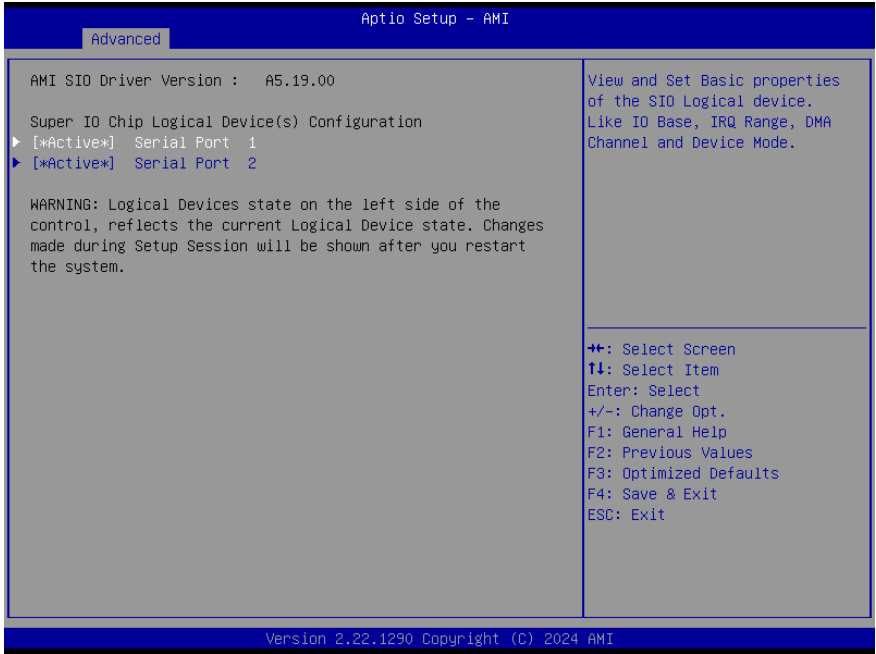 Aptio Setup – AMI
Advanced
AMI SIO Driver Version :   A5.19.00
Super IO Chip Logical Device(s) Configuration
[*Active*]  Serial Port  1
[*Active*]  Serial Port  2
WARNING: Logical Devices state on the left side of the
control, reflects the current Logical Device state. Changes
made during Setup Session will be shown after you restart
the system.
View and Set Basic properties
of the SIO Logical device.
Like IO Base, IRQ Range, DMA
Channel and Device Mode.
→←: Select Screen
↑↓: Select Item
Enter: Select
+/-: Change Opt.
F1: General Help
F2: Previous Values
F3: Optimized Defaults
F4: Save & Exit
ESC: Exit
Version 2.22.1290 Copyright (C) 2024 AMI